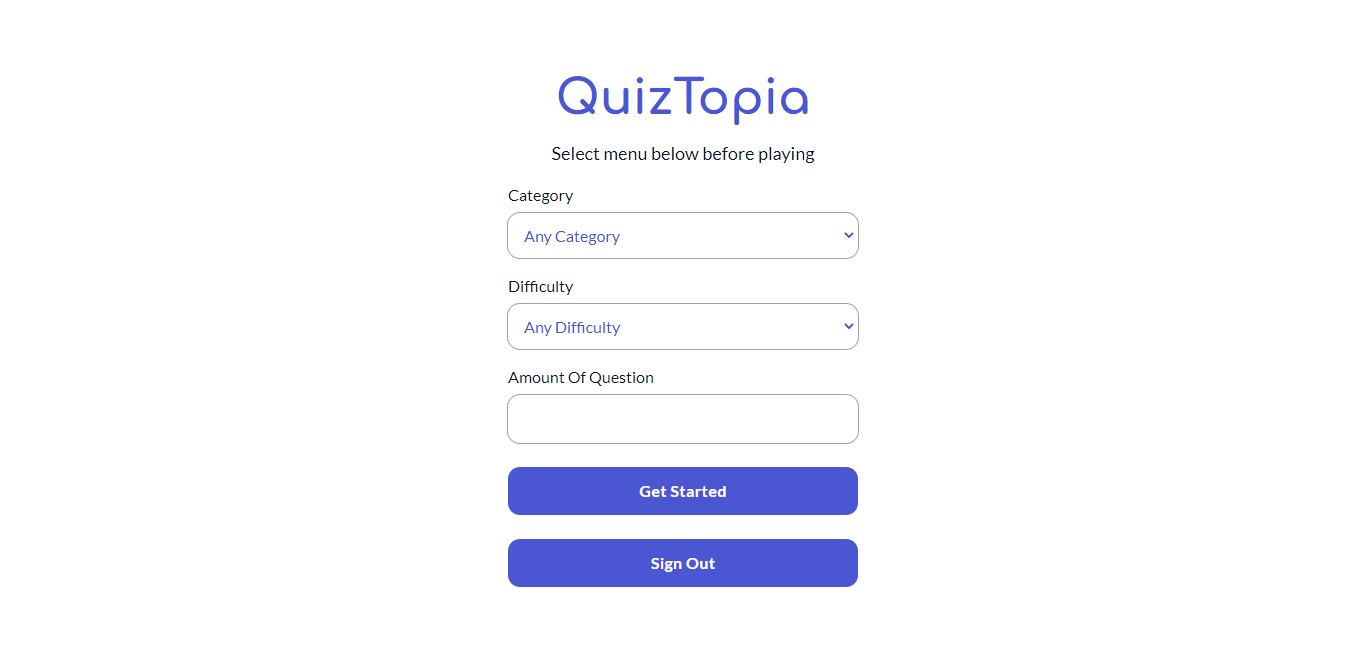 QuizTopia
Select menu below before playing
Category
Any Category
Difficulty
Any Difficulty
Amount Of Question
Get Started
Sign Out